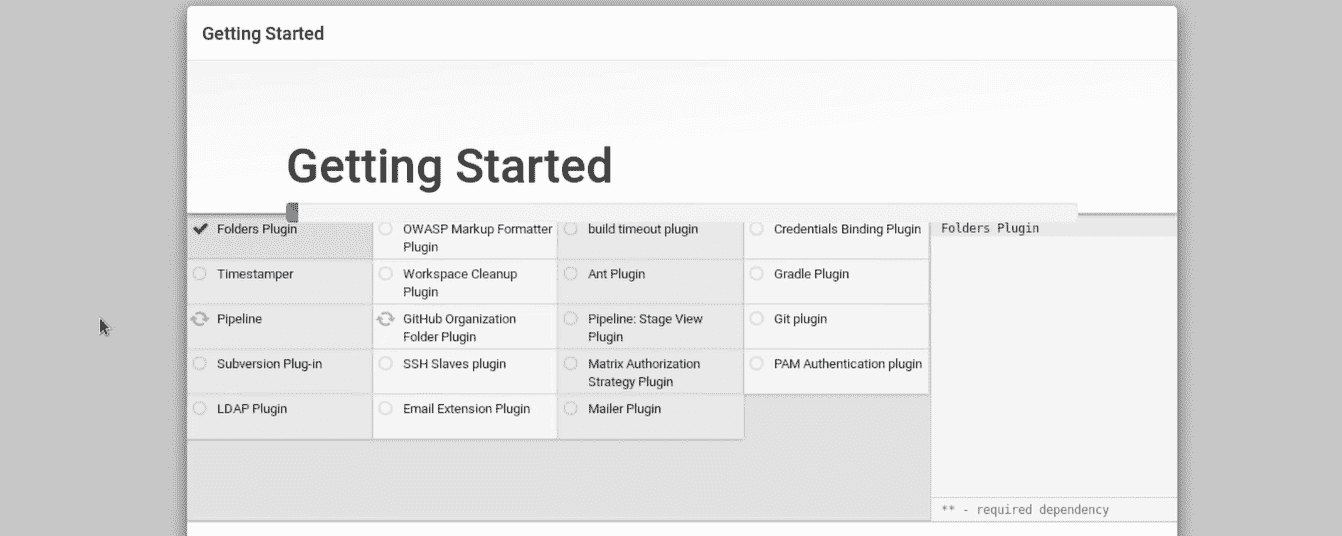 Getting Started
Getting Started
Folders Plugin
OWASP Markup Formatter
Plugin
build timeout plugin
Credentials Binding Plugin
Folders Plugin
Timestamper
Workspace Cleanup
Plugin
Ant Plugin
Gradle Plugin
Pipeline
GitHub Organization
Folder Plugin
Pipeline: Stage View
Plugin
Git plugin
Subversion Plug-in
SSH Slaves plugin
Matrix Authorization
Strategy Plugin
PAM Authentication plugin
LDAP Plugin
Email Extension Plugin
Mailer Plugin
** - required dependency